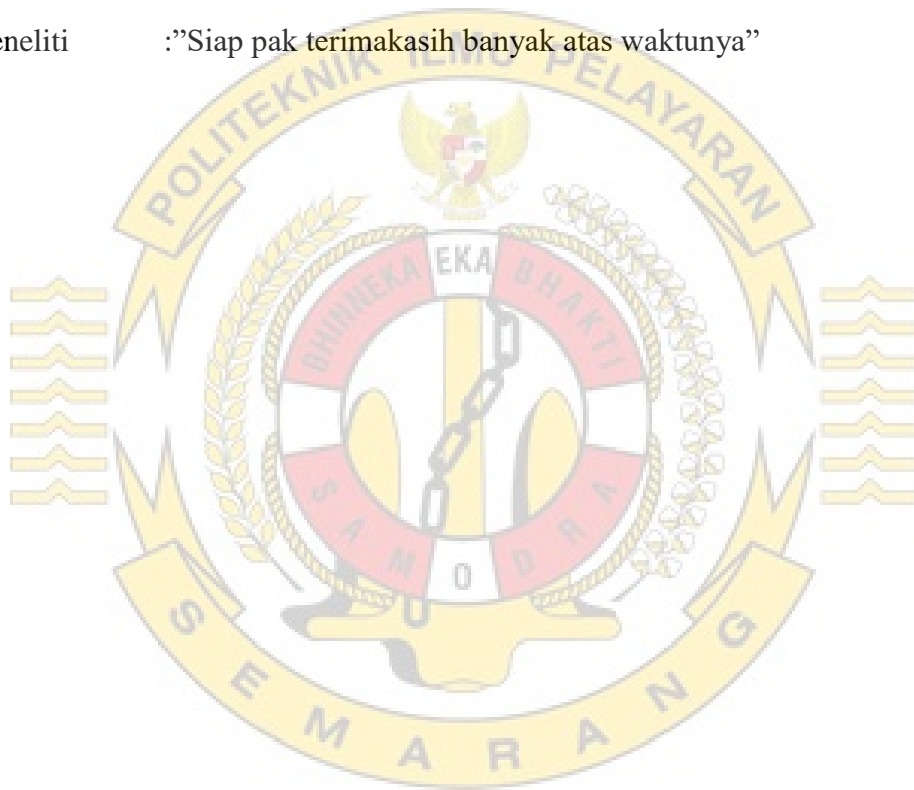 eneliti :”Siap pak terimakasih banyak atas waktunya”
POLITEKNIK ILMU PELAYARAN
BHINNEKA EKA BHAKTI
SAMODRA
SEMARANG